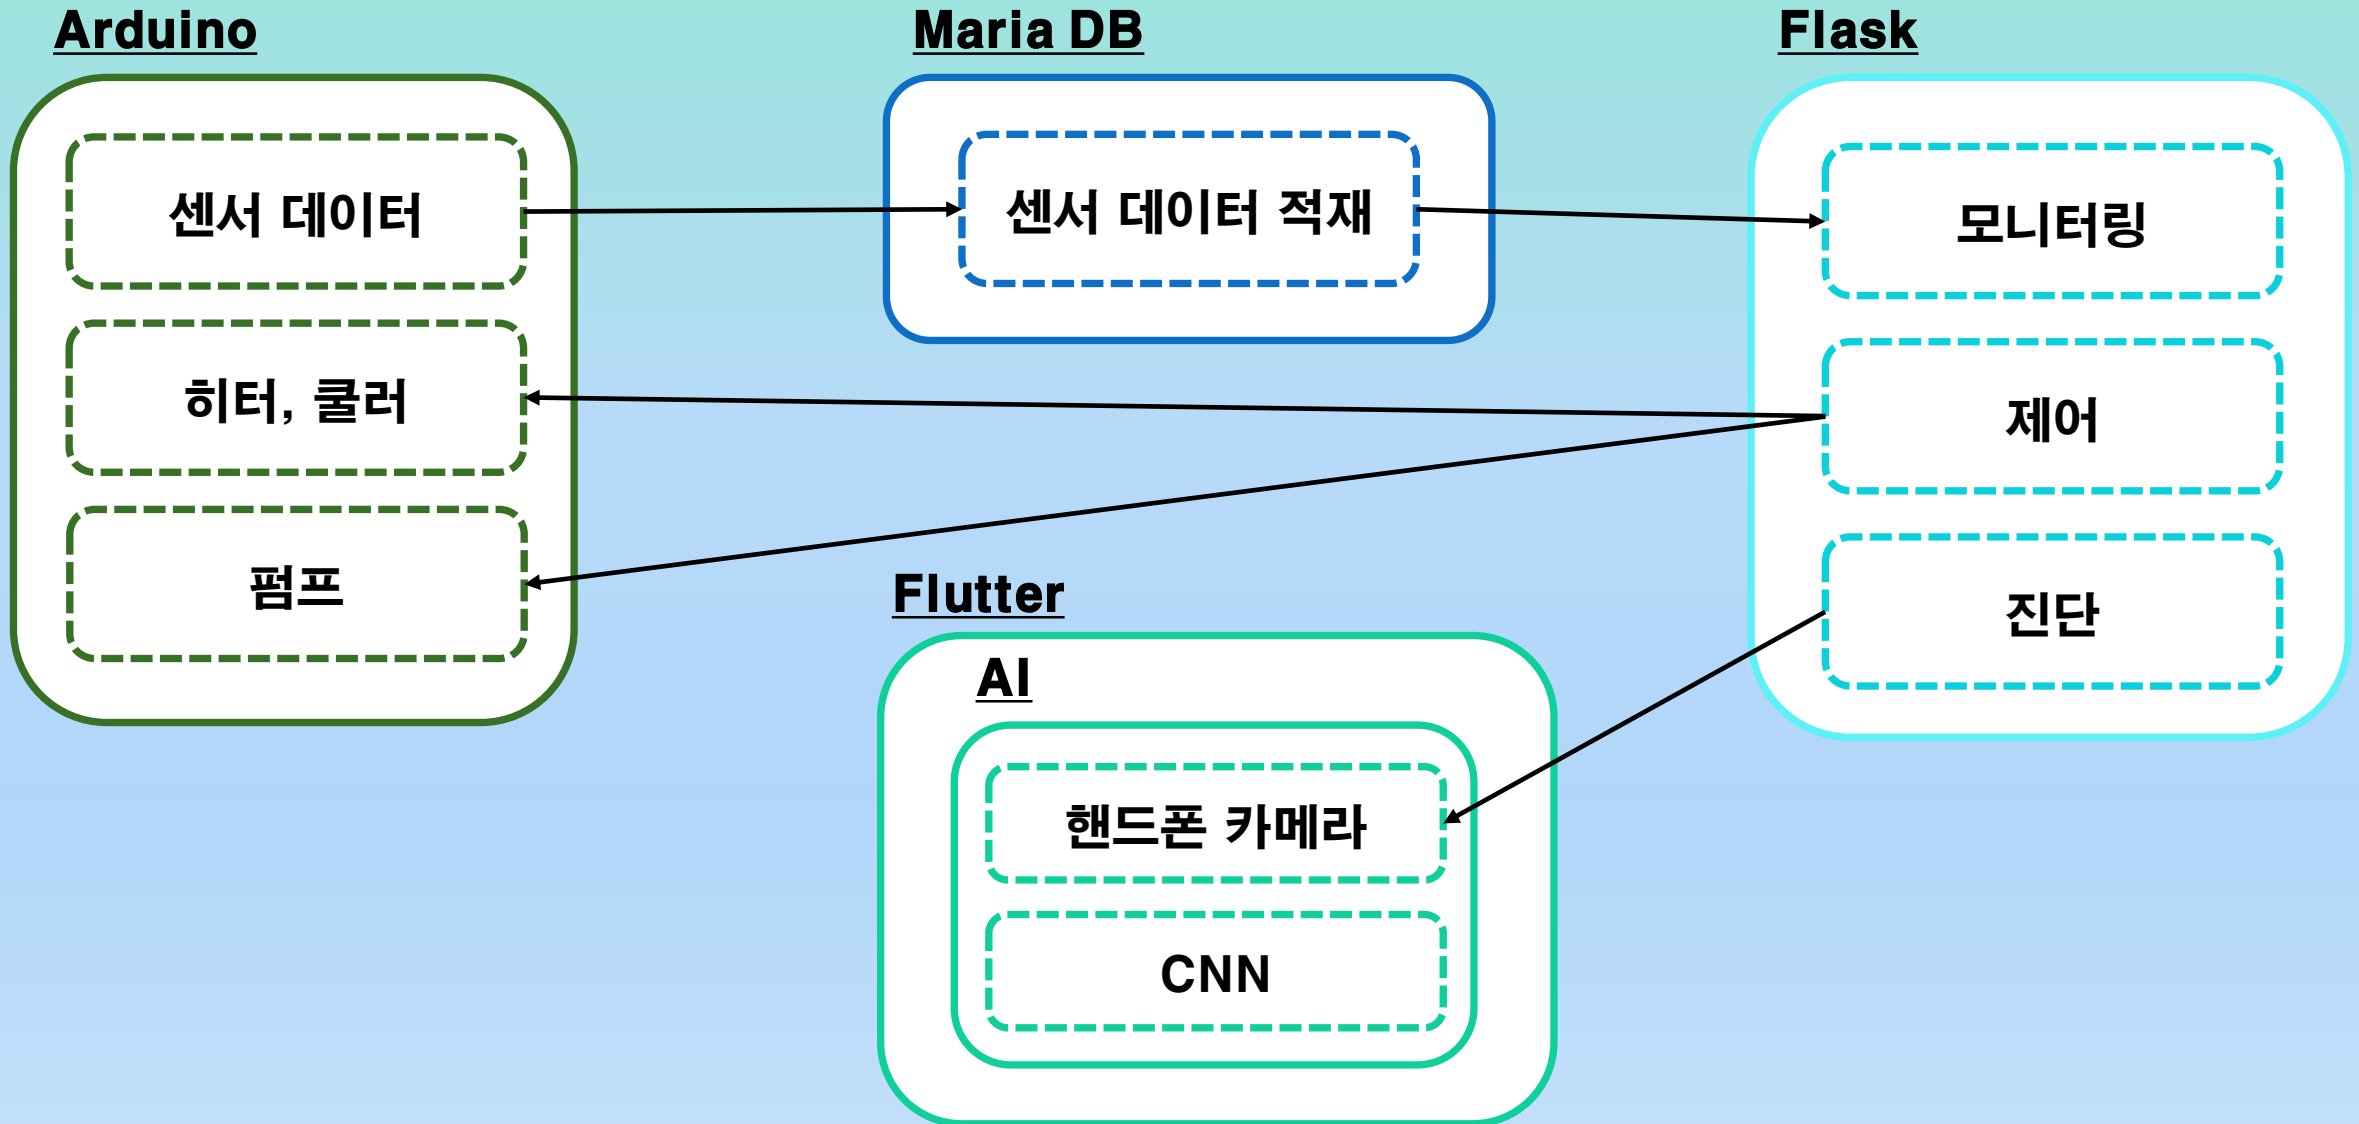 Arduino
센서 데이터
히터, 쿨러
펌프
Maria DB
센서 데이터 적재
Flask
모니터링
제어
진단
Flutter
AI
핸드폰 카메라
CNN